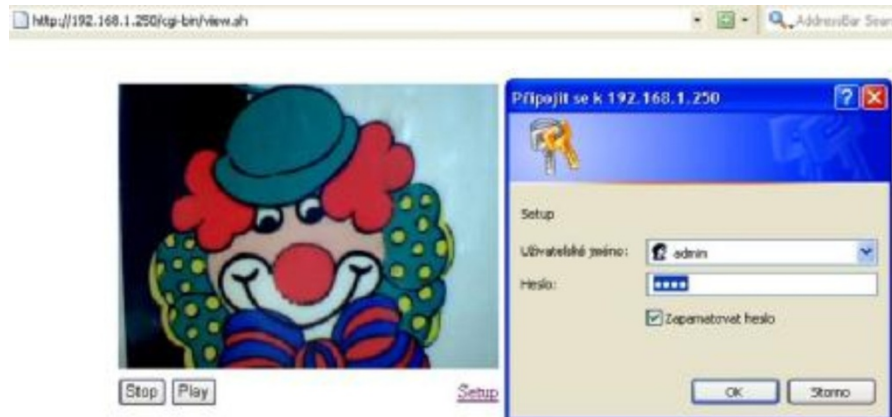 http://192.168.1.250/cgi-bin/view.sh
AddressBar Sear
Připojit se k 192.168.1.250
Setup
Uživatelské jméno:
admin
Heslo:
••••
Zapamatovat heslo
Stop Play Setup
OK Storno